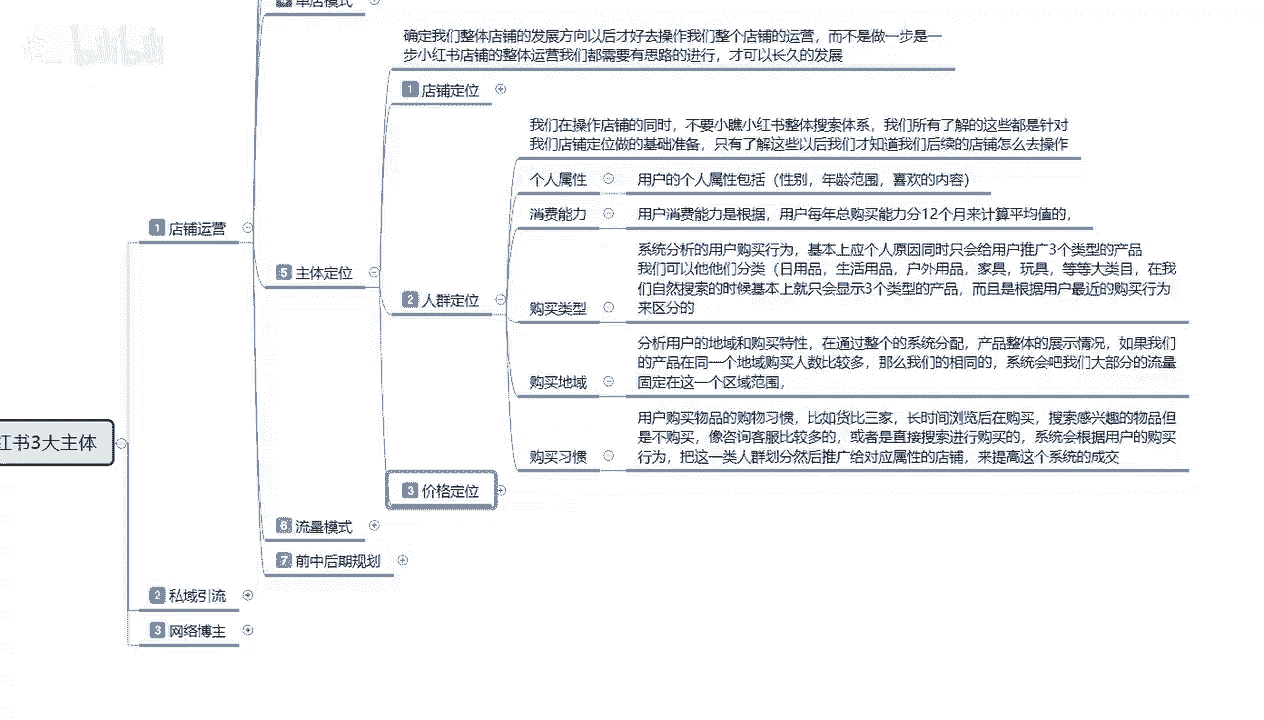 单店模式
确定我们整体店铺的发展方向以后才好去操作我们整个店铺的运营，而不是做一步是一
步小红书店铺的整体运营我们都需要有思路的进行，才可以长久的发展
1 店铺定位
我们在操作店铺的同时，不要小瞧小红书整体搜索体系，我们所有了解的这些都是针对
我们店铺定位做的基础准备，只有了解这些以后我们才知道我们后续的店铺怎么去操作
个人属性
用户的个人属性包括（性别，年龄范围，喜欢的内容）
消费能力
用户消费能力是根据，用户每年总购买能力分12个月来计算平均值的，
1 店铺运营
系统分析的用户购买行为，基本上应个人原因同时只会给用户推广3个类型的产品
我们可以他他们分类（日用品，生活用品，户外用品，家具，玩具，等等大类目，在我
们自然搜索的时候基本上就只会显示3个类型的产品，而且是根据用户最近的购买行为
来区分的
5 主体定位
2 人群定位
购买类型
分析用户的地域和购买特性，在通过整个的系统分配，产品整体的展示情况，如果我们
的产品在同一个地域购买人数比较多，那么我们的相同的，系统会吧我们大部分的流量
固定在这一个区域范围，
购买地域
用户购买物品的购物习惯，比如货比三家，长时间浏览后在购买，搜索感兴趣的物品但
是不购买，像咨询客服比较多的，或者是直接搜索进行购买的，系统会根据用户的购买
行为，把这一类人群划分然后推广给对应属性的店铺，来提高这个系统的成交
购买习惯
红书3大主体
3 价格定位
6 流量模式
7 前中后期规划
2 私域引流
3 网络博主
bilibili